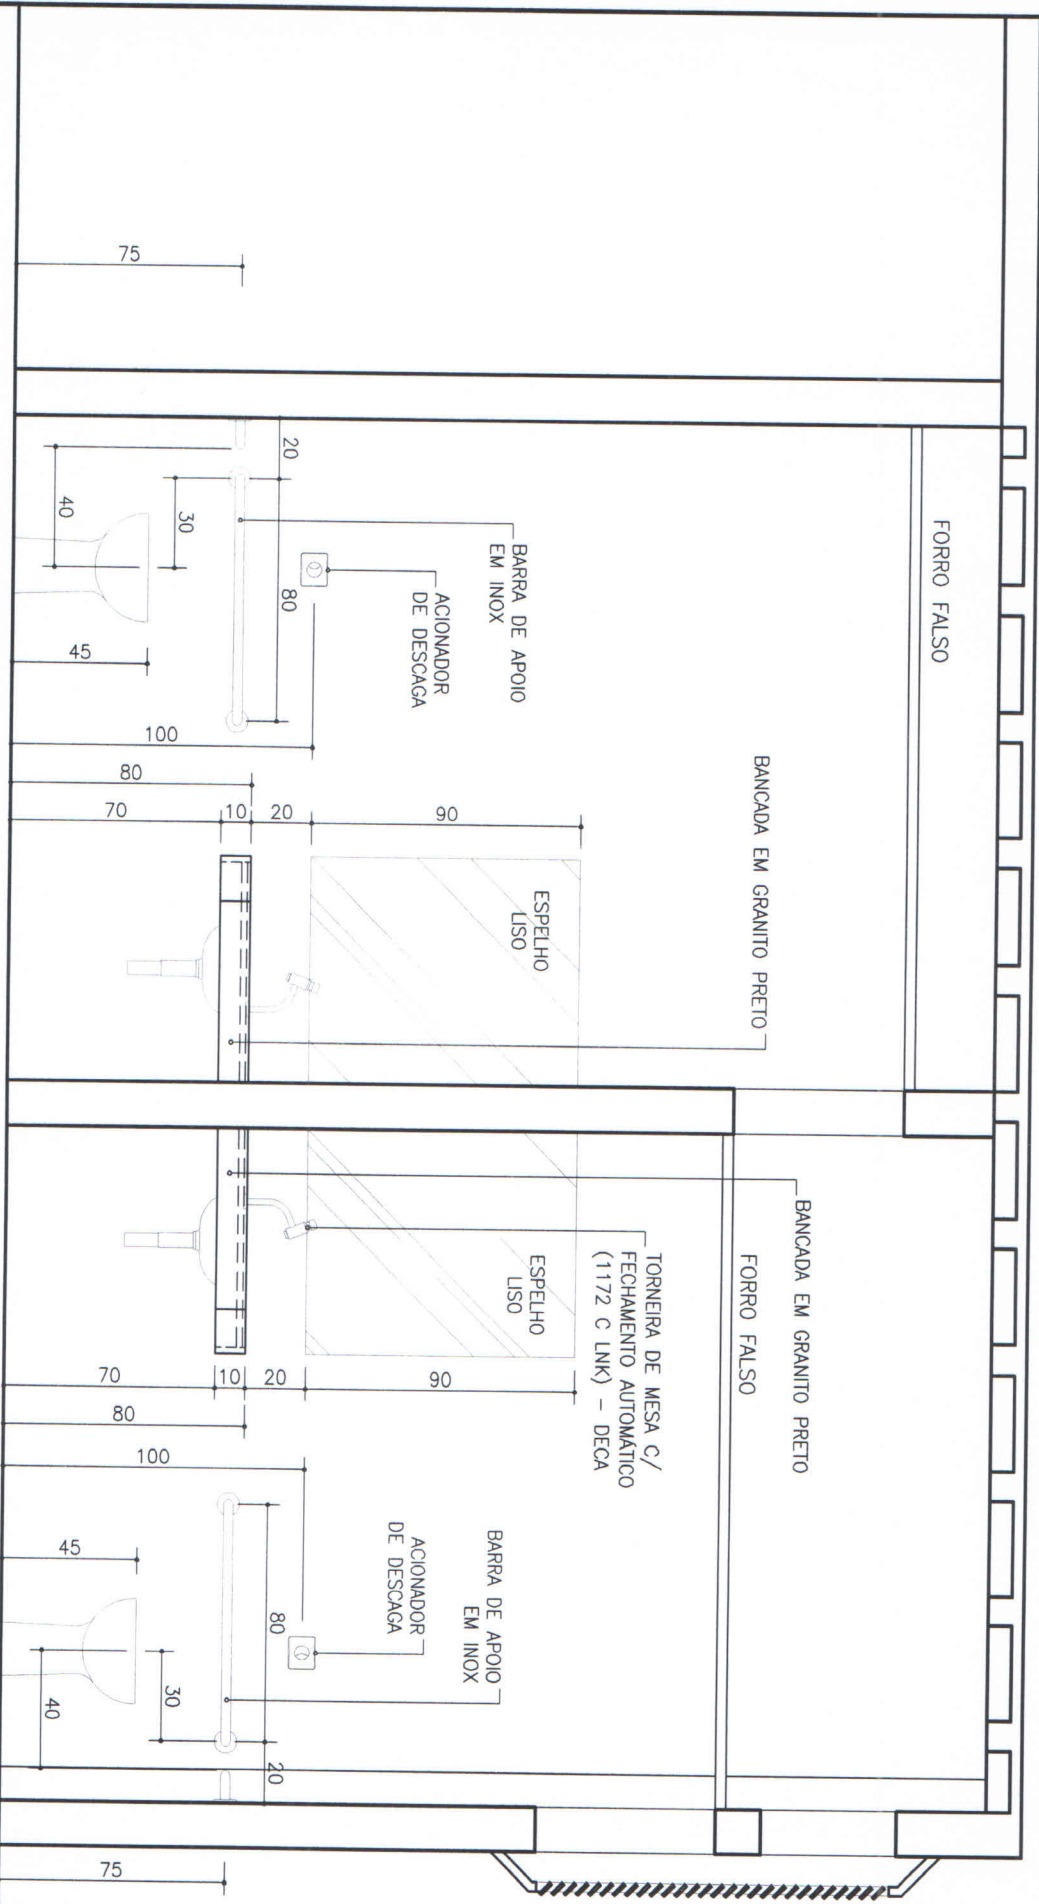 FORRO FALSO
BANCADA EM GRANITO PRETO
BANCADA EM GRANITO PRETO
FORRO FALSO
BARRA DE APOIO
EM INOX
ACIONADOR
DE DESCAGA
ESPELHO
LISO
ESPELHO
LISO
TORNEIRA DE MESA C/
FECHAMENTO AUTOMÁTICO
(1172 C LNK) – DECA
BARRA DE APOIO
EM INOX
ACIONADOR
DE DESCAGA
75
20
80
30
40
45
100
80
70
10
20
90
70
10
20
90
80
100
80
20
30
40
45
75